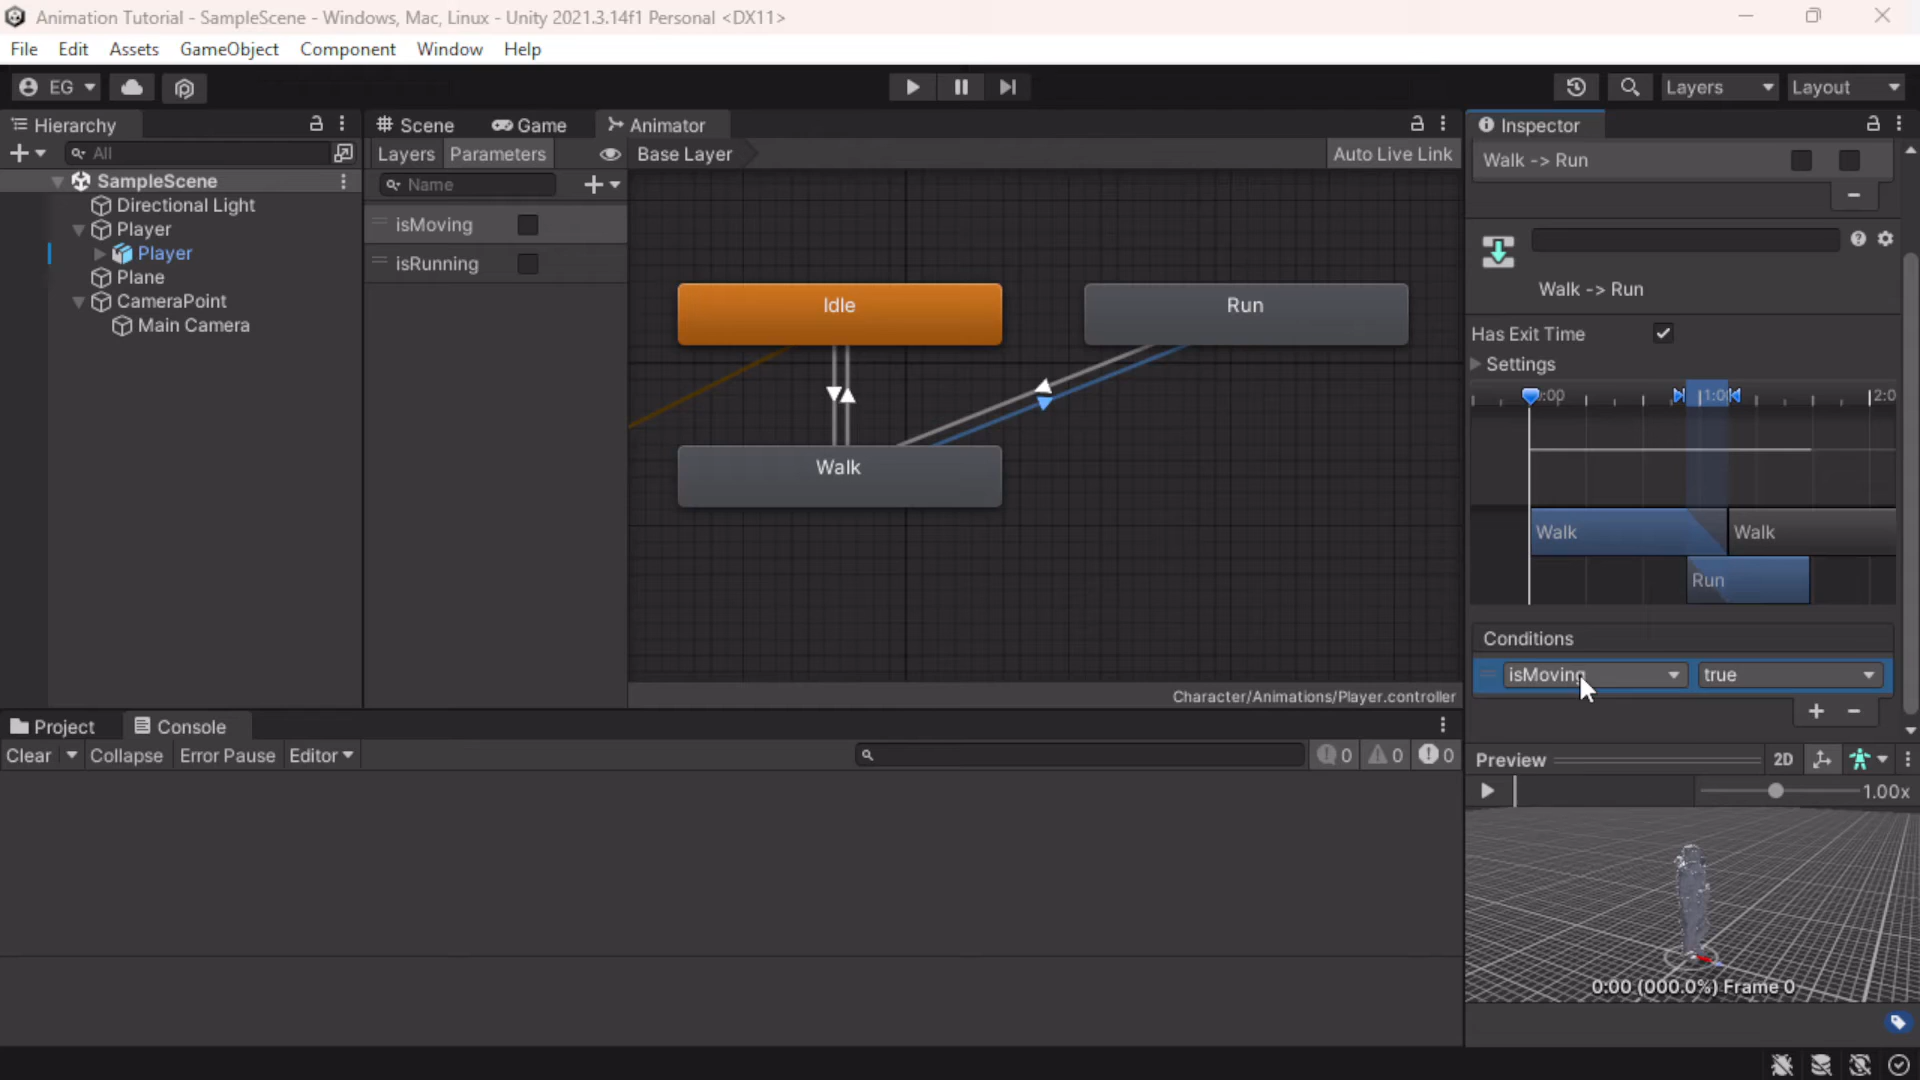 Animation Tutorial - SampleScene - Windows, Mac, Linux - Unity 2021.3.14f1 Personal <DX11>
File Edit Assets GameObject Component Window Help
EG Layers Layout
Hierarchy
All
SampleScene
Directional Light
Player
Player
Plane
CameraPoint
Main Camera
Scene Game Animator
Layers Parameters Base Layer Auto Live Link
Name
isMoving
isRunning
Idle
Run
Walk
Character/Animations/Player.controller
Inspector
Walk -> Run
Walk -> Run
Has Exit Time
Settings
0:00 1:00 2:0
Walk Walk
Run
Conditions
isMoving true
Preview 2D
1.00x
0:00 (000.0%) Frame 0
Project Console
Clear Collapse Error Pause Editor 0 0 0